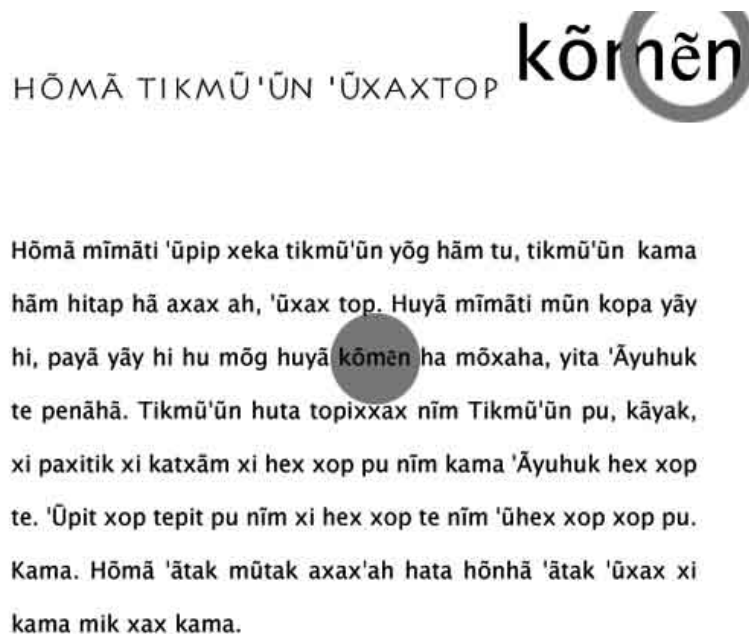 HÕMÃ TIKMŨ'ŨN 'ŨXAXTOP
kõmẽn
Hõmã mĩmãti 'ũpip xeka tikmũ'ũn yõg hãm tu, tikmũ'ũn kama
hãm hitap hã axax ah, 'ũxax top. Huyã mĩmãti mũn kopa yãy
hi, payã yãy hi hu mõg huyã kõmẽn ha mõxaha, yita 'Ãyuhuk
te penãhã. Tikmũ'ũn huta topixxax nĩm Tikmũ'ũn pu, kãyak,
xi paxitik xi katxãm xi hex xop pu nĩm kama 'Ãyuhuk hex xop
te. 'Ũpit xop tepit pu nĩm xi hex xop te nĩm 'ũhex xop xop pu.
Kama. Hõmã 'ãtak mũtak axax'ah hata hõnhã 'ãtak 'ũxax xi
kama mik xax kama.